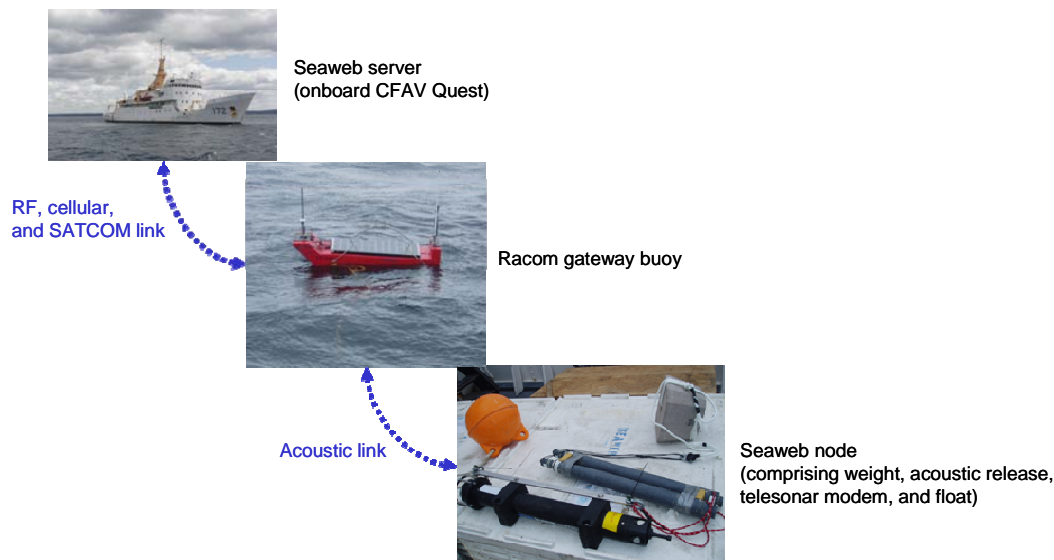 Seaweb server
(onboard CFAV Quest)
172
RF, cellular,
and SATCOM link
Racom gateway buoy
Acoustic link
Seaweb node
(comprising weight, acoustic release,
telesonar modem, and float)